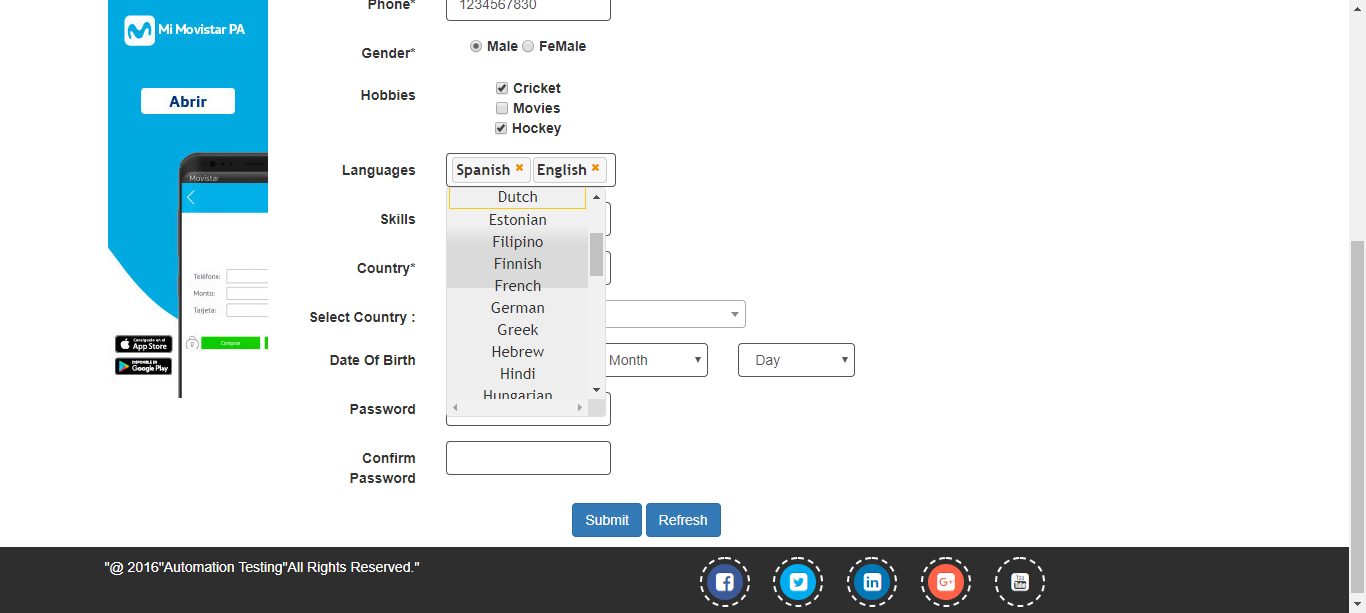 Phone*
1234567830
Mi Movistar PA
Gender*
Male FeMale
Abrir
Hobbies
Cricket
Movies
Hockey
Languages
Spanish × English ×
Movistar
Dutch
Skills
Estonian
Filipino
Country*
Finnish
Teléfono:
French
Monto:
German
Tarjeta:
Select Country :
Greek
Comprar
Consíguelo en el
App Store
Hebrew
Date Of Birth
Month
Day
DISPONIBLE EN
Google Play
Hindi
Hungarian
Password
Confirm
Password
Submit Refresh
"@ 2016"Automation Testing"All Rights Reserved."
f
in
G+
You
Tube